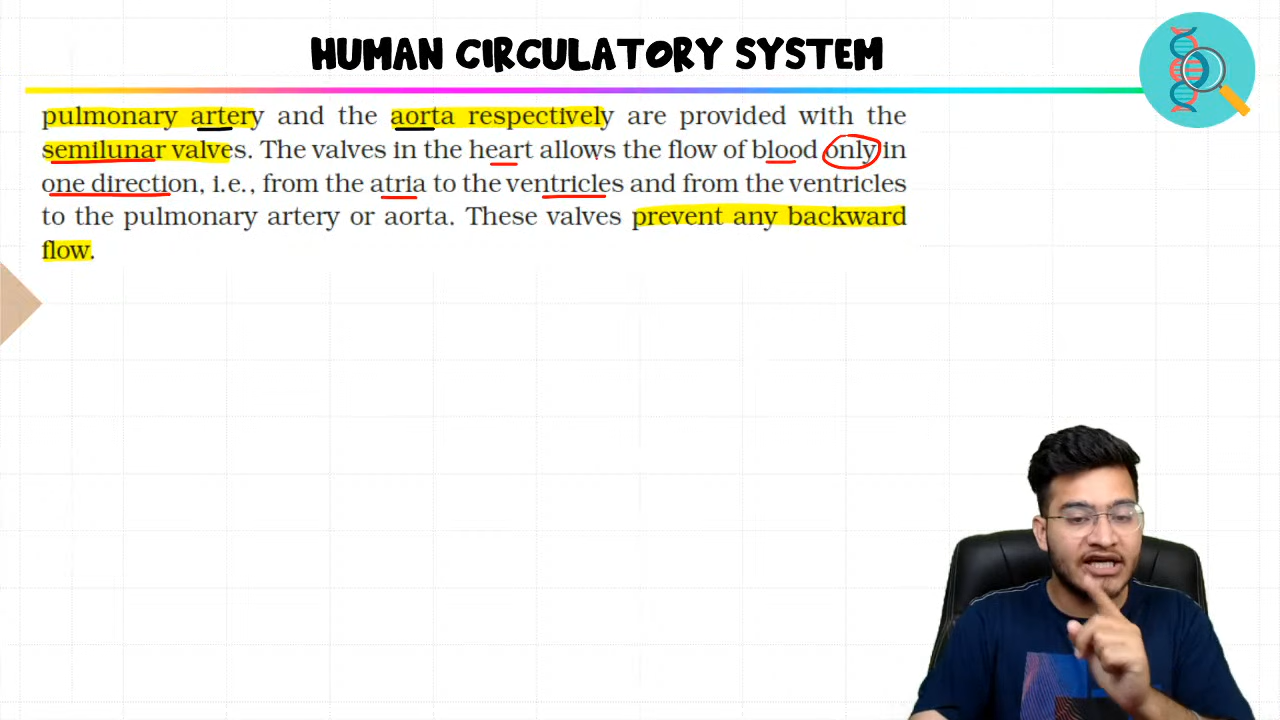 HUMAN CIRCULATORY SYSTEM
pulmonary artery and the aorta respectively are provided with the
semilunar valves. The valves in the heart allows the flow of blood only in
one direction, i.e., from the atria to the ventricles and from the ventricles
to the pulmonary artery or aorta. These valves prevent any backward
flow.